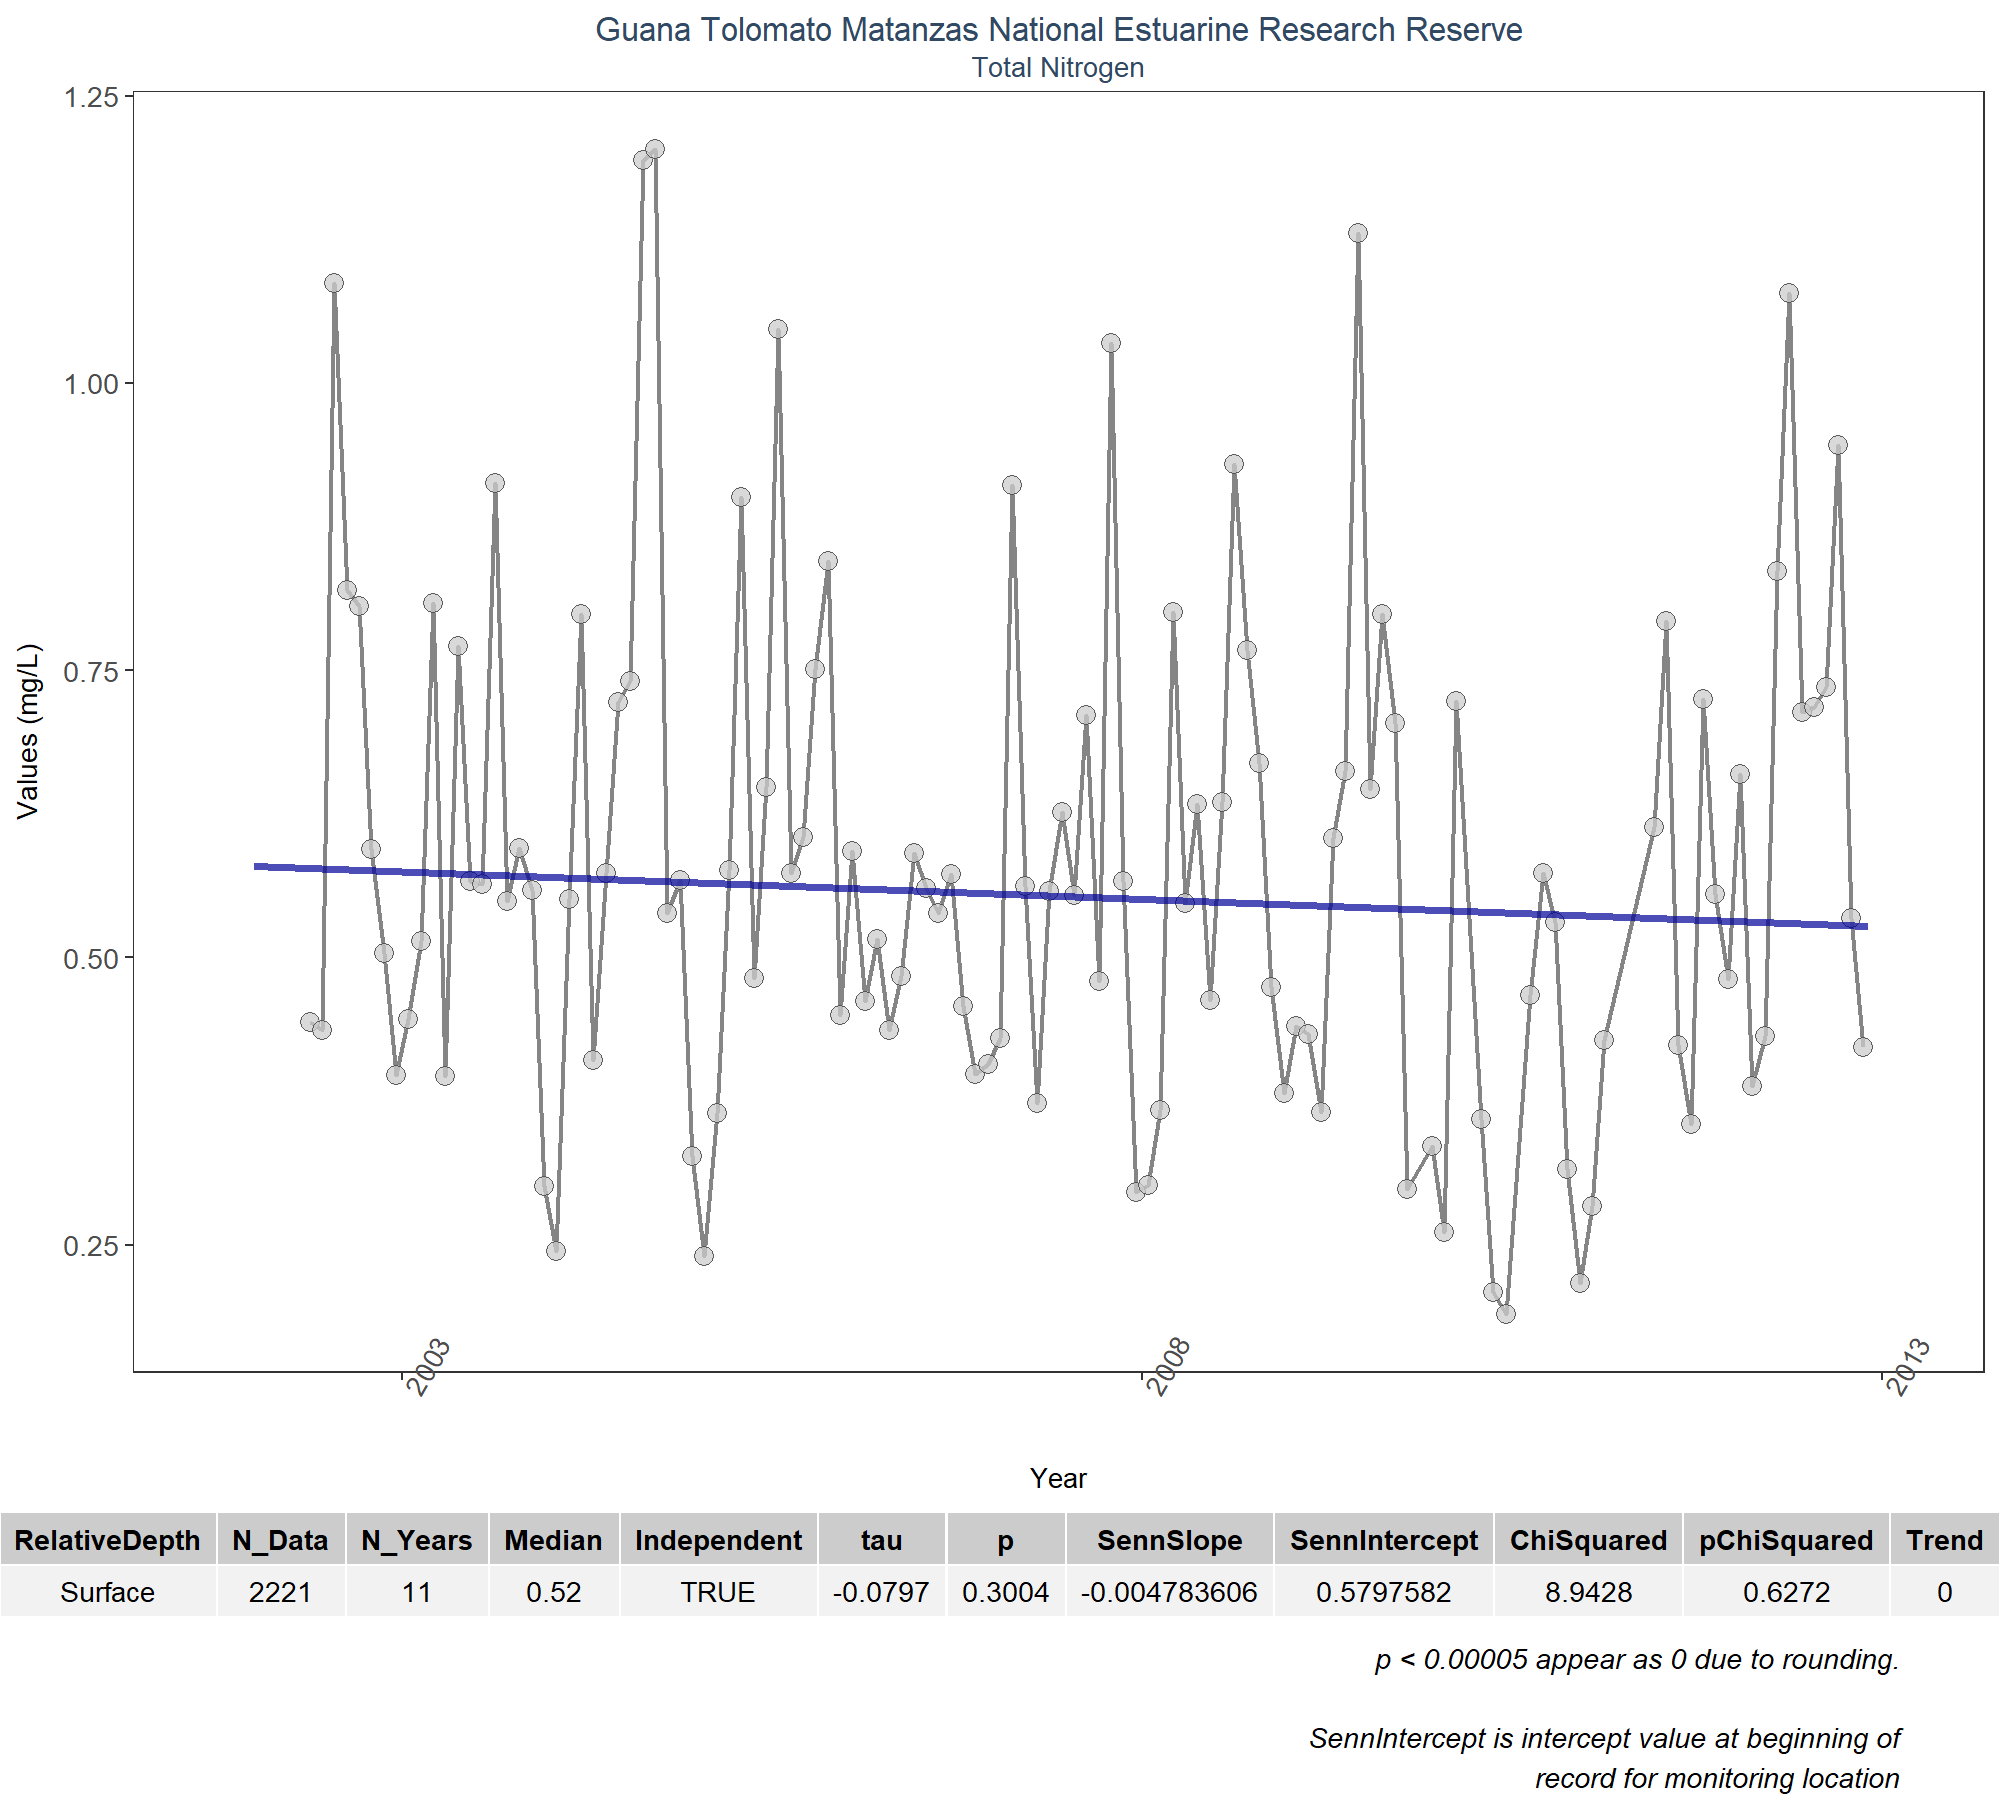 Guana Tolomato Matanzas National Estuarine Research Reserve
Total Nitrogen
1.25
1.00
0.75
0.50
0.25
Values (mg/L)
2003
2008
2013
Year
RelativeDepth N_Data N_Years Median Independent tau p SennSlope SennIntercept ChiSquared pChiSquared Trend
Surface 2221 11 0.52 TRUE -0.0797 0.3004 -0.004783606 0.5797582 8.9428 0.6272 0
p < 0.00005 appear as 0 due to rounding.
SennIntercept is intercept value at beginning of
record for monitoring location